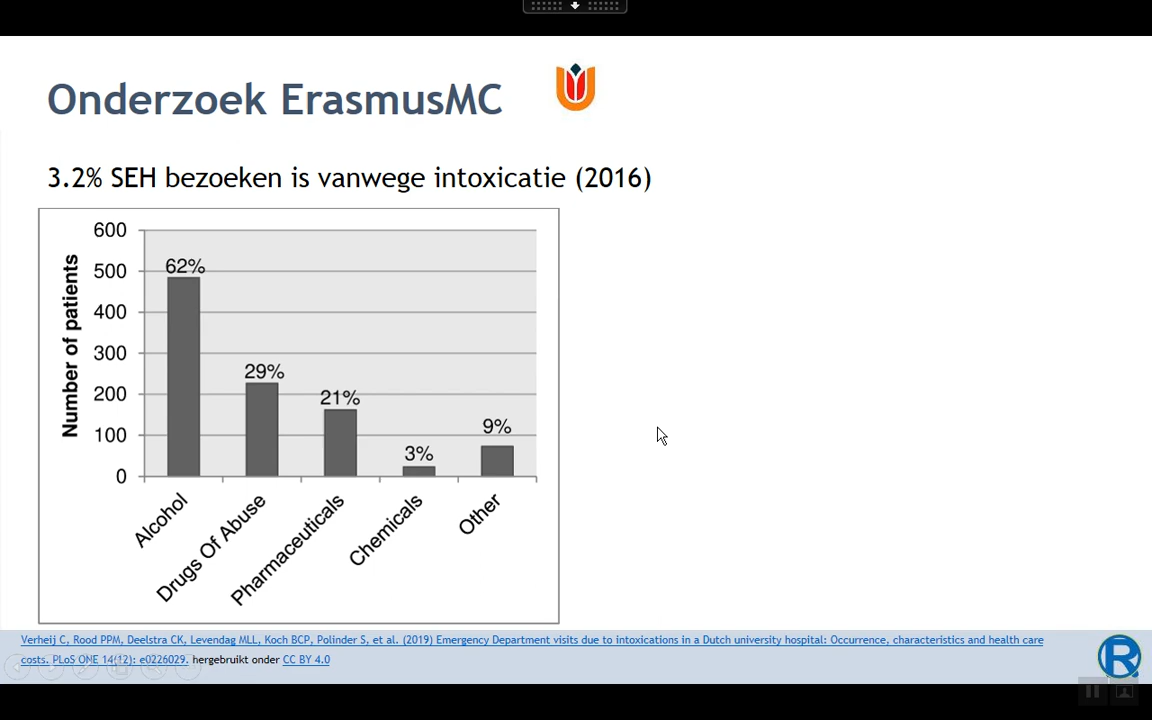 Onderzoek ErasmusMC
3.2% SEH bezoeken is vanwege intoxicatie (2016)
Number of patients
600
500
400
300
200
100
0
62%
29%
21%
3%
9%
Alcohol
Drugs Of Abuse
Pharmaceuticals
Chemicals
Other
Verheij C, Rood PPM, Deelstra CK, Levendag MLL, Koch BCP, Polinder S, et al. (2019) Emergency Department visits due to intoxications in a Dutch university hospital: Occurrence, characteristics and health care
costs. PLoS ONE 14(12): e0226029. hergebruikt onder CC BY 4.0
R